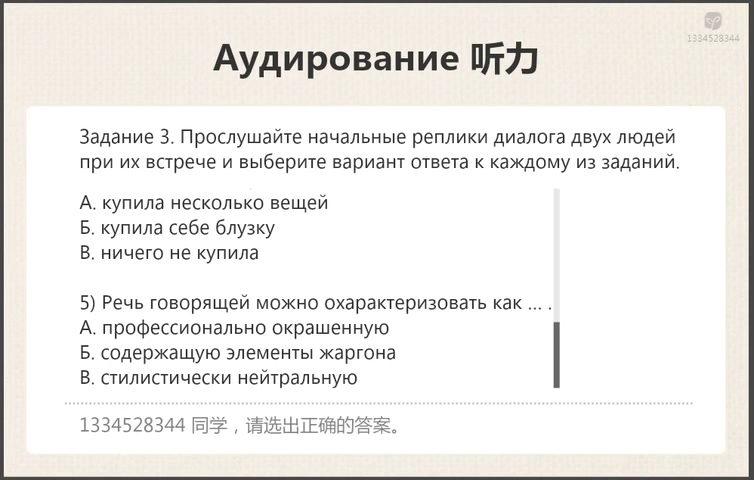 1334528344
Аудирование 听力
Задание 3. Прослушайте начальные реплики диалога двух людей
при их встрече и выберите вариант ответа к каждому из заданий.
А. купила несколько вещей
Б. купила себе блузку
В. ничего не купила
5) Речь говорящей можно охарактеризовать как ... .
А. профессионально окрашенную
Б. содержащую элементы жаргона
В. стилистически нейтральную
1334528344 同学，请选出正确的答案。